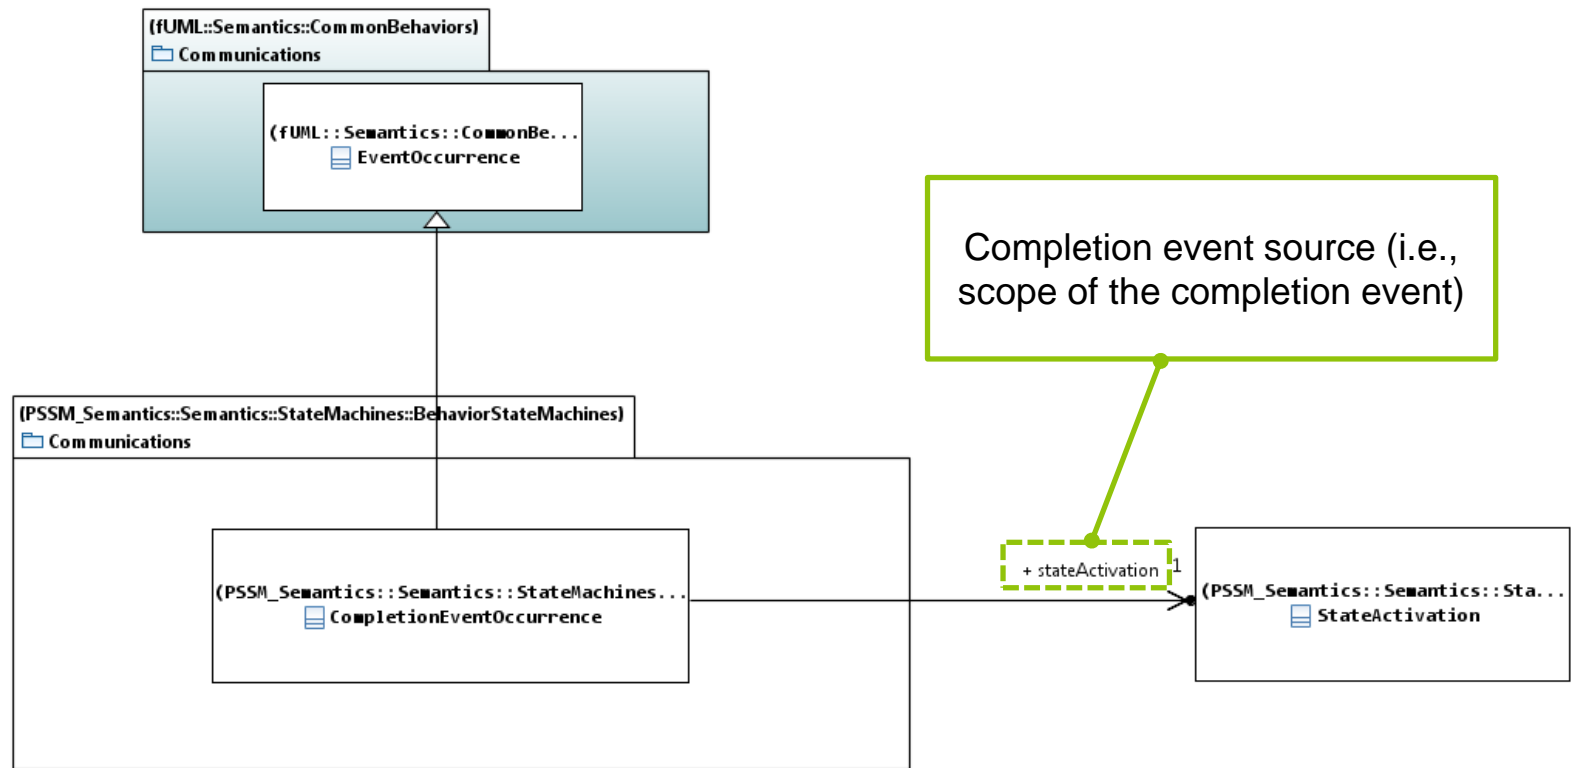 (fUML::Semantics::CommonBehaviors)
Communications
(fUML::Semantics::CommonBe...
EventOccurrence
Completion event source (i.e.,
scope of the completion event)
(PSSM_Semantics::Semantics::StateMachines::BehaviorStateMachines)
Communications
(PSSM_Semantics::Semantics::StateMachines...
CompletionEventOccurrence
+ stateActivation 1
(PSSM_Semantics::Semantics::Sta...
StateActivation